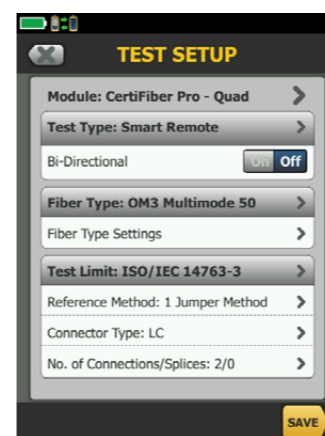 TEST SETUP
Module: CertiFiber Pro - Quad
Test Type: Smart Remote
Bi-Directional On Off
Fiber Type: OM3 Multimode 50
Fiber Type Settings
Test Limit: ISO/IEC 14763-3
Reference Method: 1 Jumper Method
Connector Type: LC
No. of Connections/Splices: 2/0
SAVE